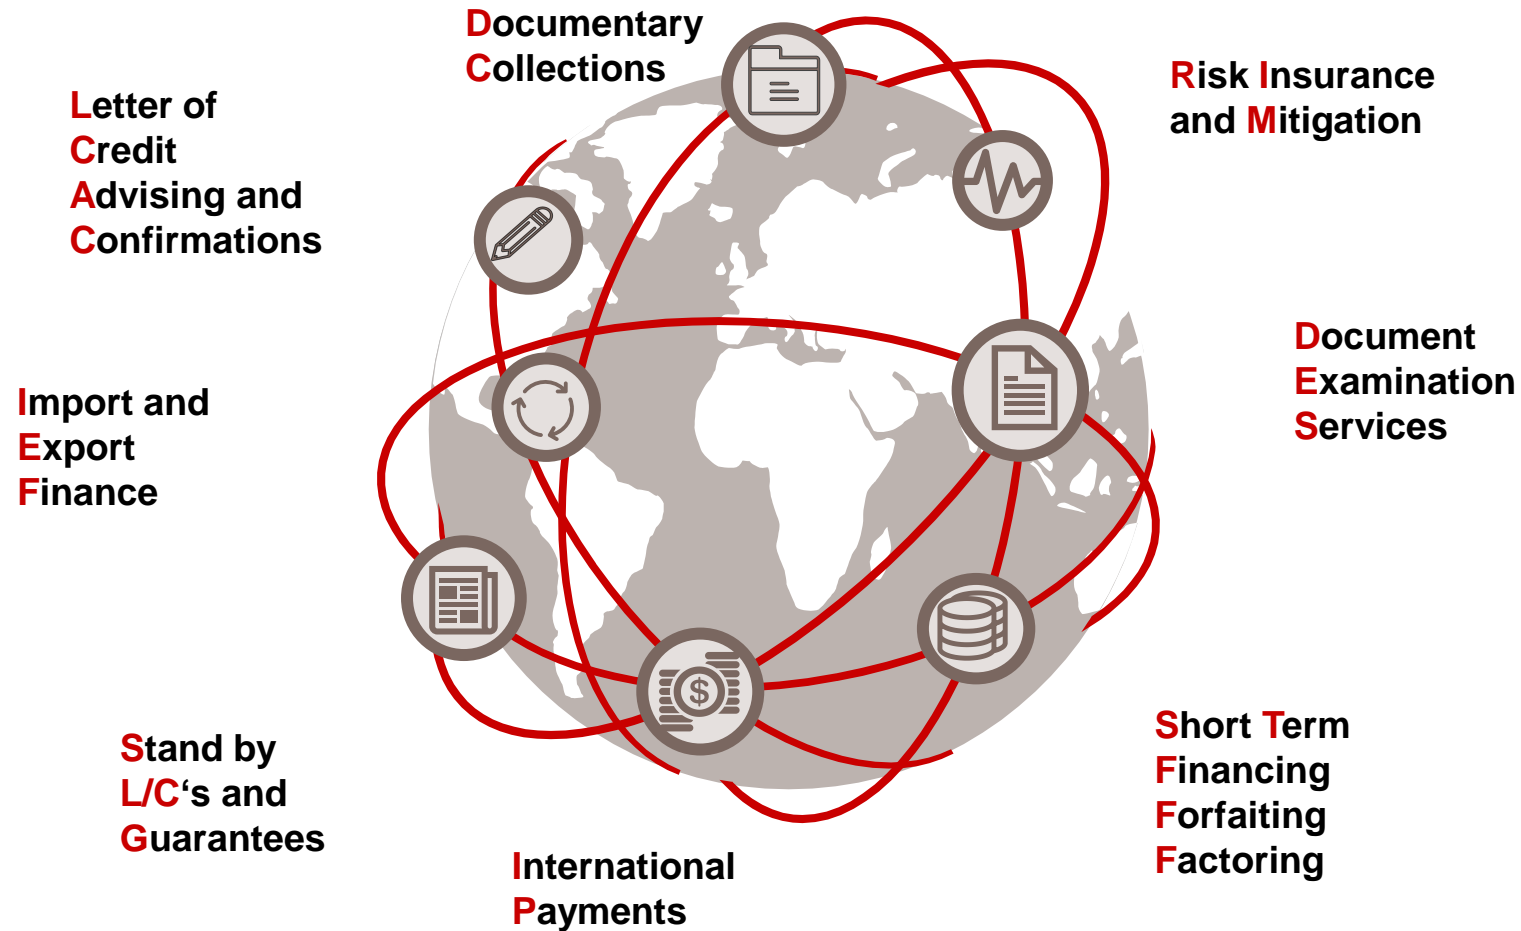 Documentary
Collections
Risk Insurance
and Mitigation
Letter of
Credit
Advising and
Confirmations
Document
Examination
Services
Import and
Export
Finance
$
Short Term
Financing
Forfaiting
Factoring
Stand by
L/C‘s and
Guarantees
International
Payments